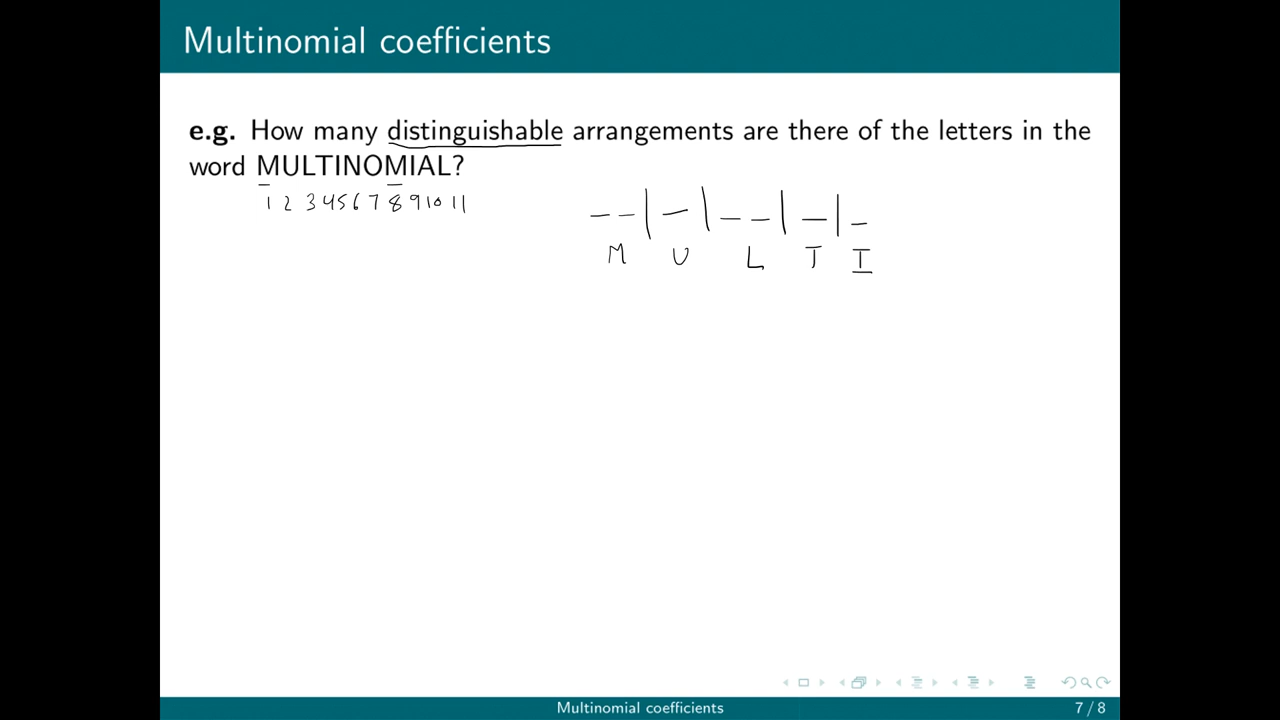 Multinomial coefficients
e.g. How many distinguishable arrangements are there of the letters in the
word MULTINOMIAL?
1 2 3 4 5 6 7 8 9 10 11
M U L T I
Multinomial coefficients 7 / 8